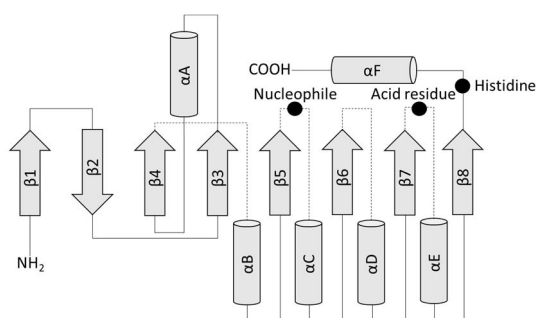 αA
COOH
αF
Histidine
Nucleophile
Acid residue
β1
β2
β4
β3
β5
β6
β7
β8
αB
αC
αD
αE
NH₂